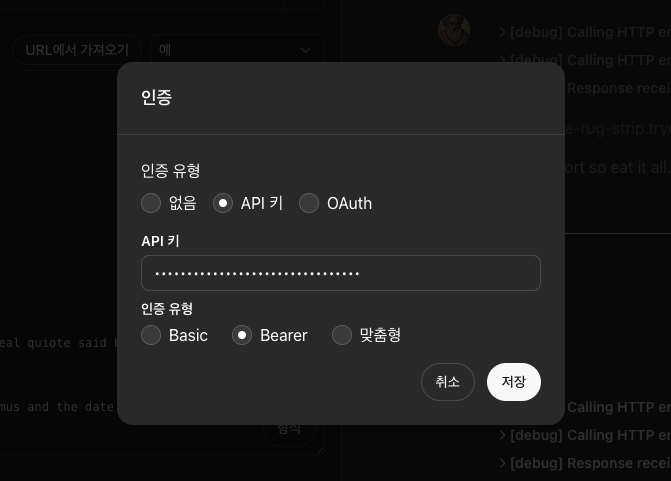 [debug] Calling HTTP en
URL에서 가져오기 예
[debug] Calling HTTP en
Response recei
인증
e-rug-strip.try
ort so eat it all.
인증 유형
없음 API 키 OAuth
API 키
••••••••••••••••••••••••••••••••
인증 유형
Basic Bearer 맞춤형
eal quiote said b
취소 저장
mus and the date
Calling HTTP en
형식
[debug] Calling HTTP en
[debug] Response recei